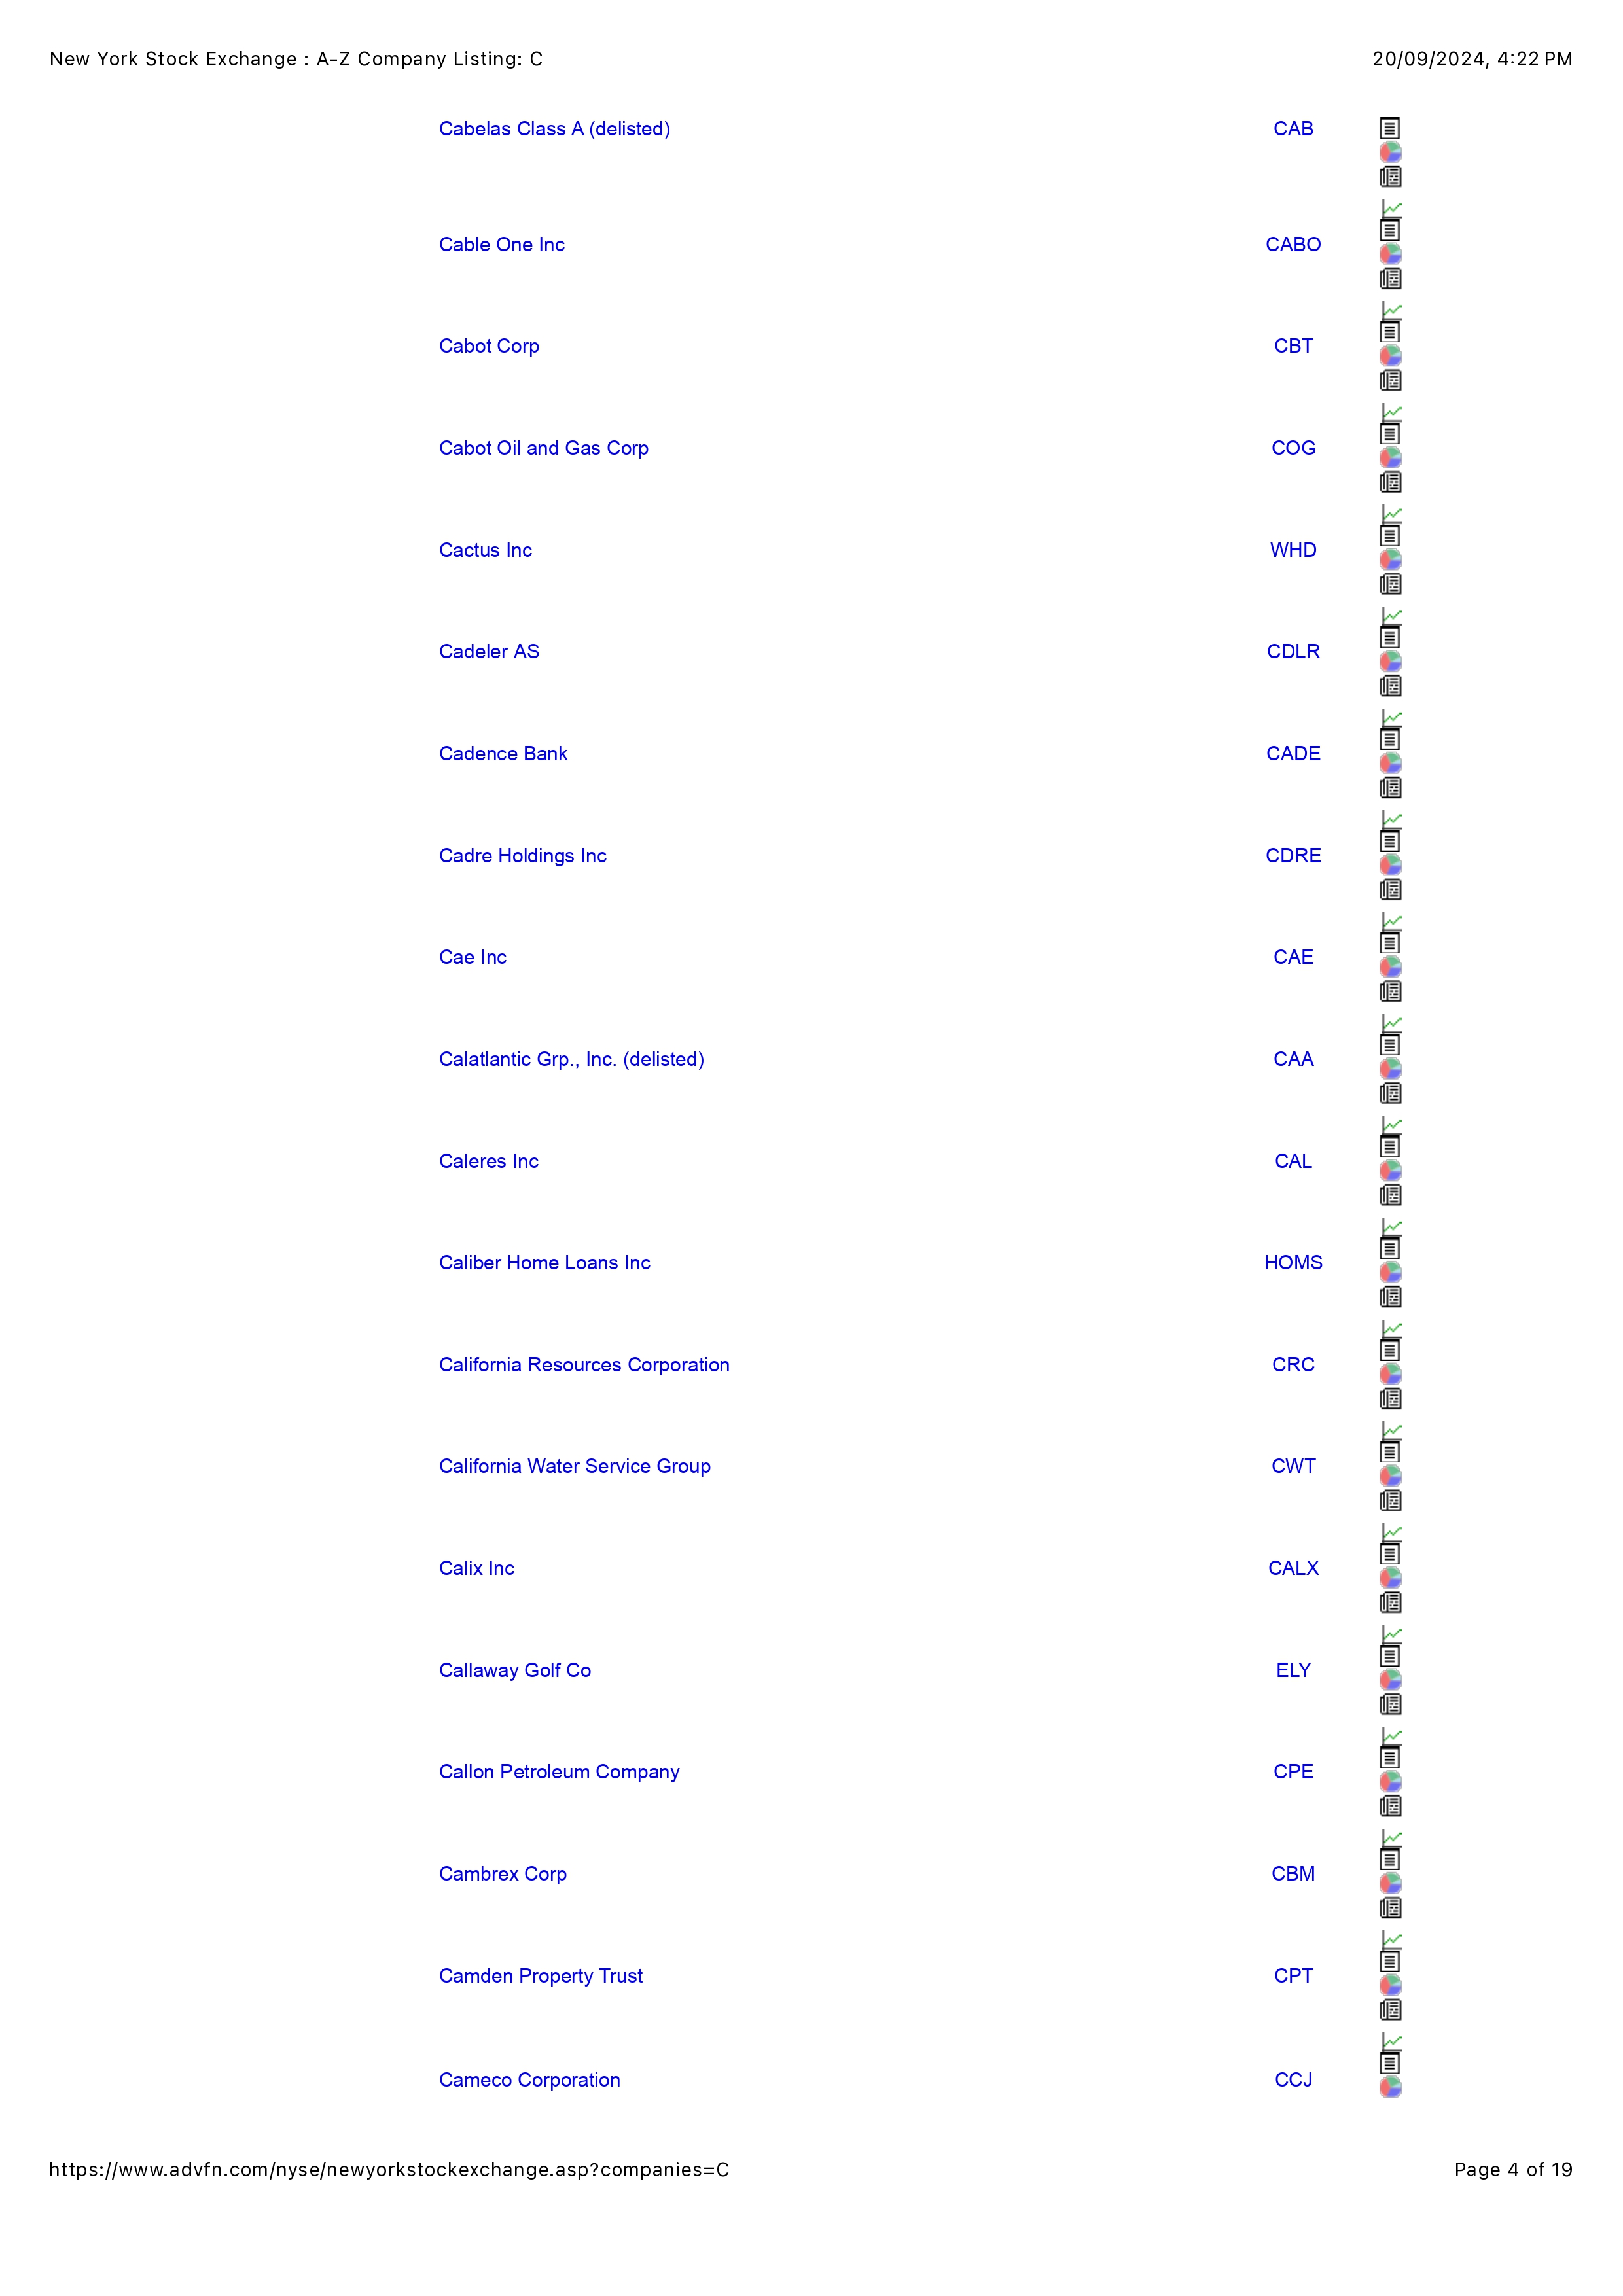 New York Stock Exchange : A-Z Company Listing: C 20/09/2024, 4:22 PM
Cabelas Class A (delisted) CAB
Cable One Inc CABO
Cabot Corp CBT
Cabot Oil and Gas Corp COG
Cactus Inc WHD
Cadeler AS CDLR
Cadence Bank CADE
Cadre Holdings Inc CDRE
Cae Inc CAE
Calatlantic Grp., Inc. (delisted) CAA
Caleres Inc CAL
Caliber Home Loans Inc HOMS
California Resources Corporation CRC
California Water Service Group CWT
Calix Inc CALX
Callaway Golf Co ELY
Callon Petroleum Company CPE
Cambrex Corp CBM
Camden Property Trust CPT
Cameco Corporation CCJ
https://www.advfn.com/nyse/newyorkstockexchange.asp?companies=C Page 4 of 19